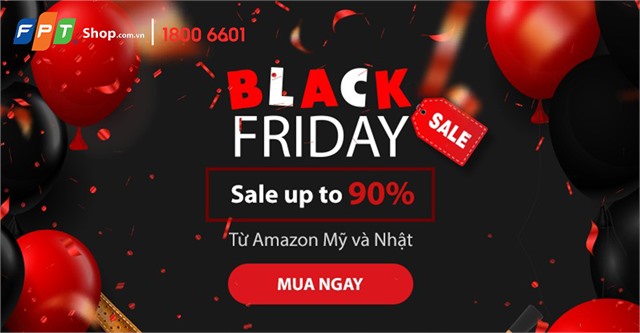 FPT Shop.com.vn 1800 6601
BLACK
FRIDAY
SALE
Sale up to 90%
Từ Amazon Mỹ và Nhật
MUA NGAY